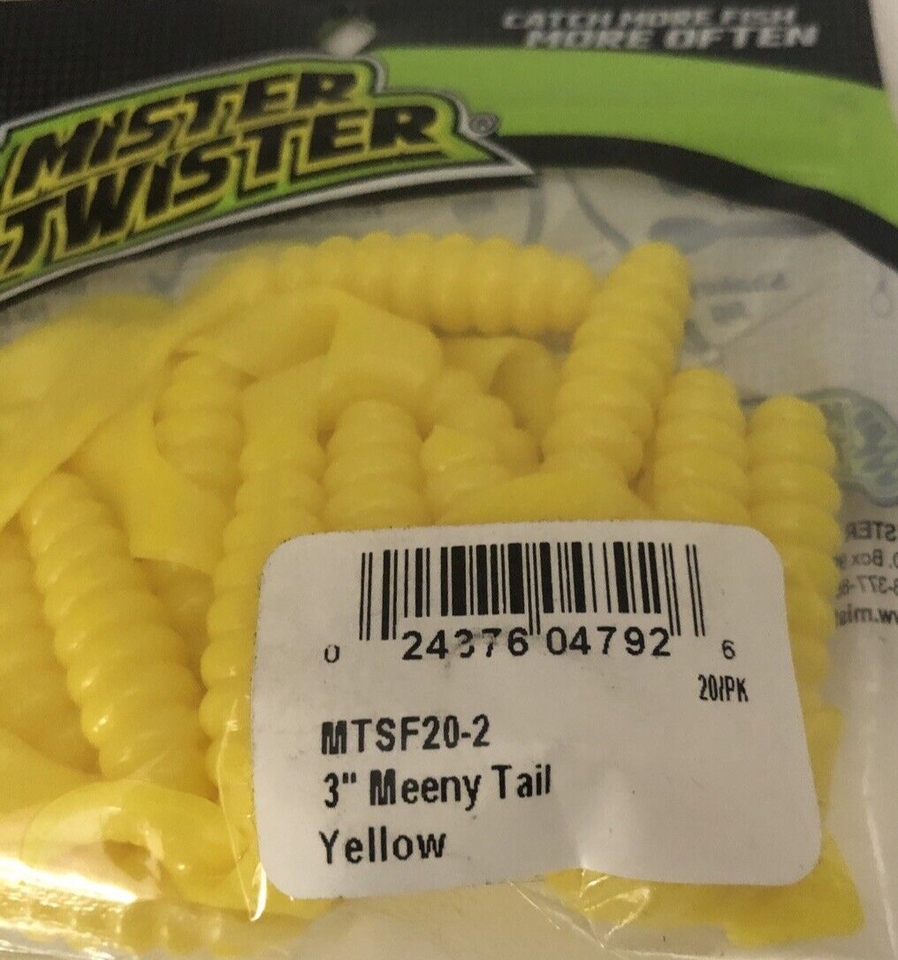 CATCH MORE FISH
MORE OFTEN
MISTER
TWISTER®
0 24376 04792 6
20/PK
MTSF20-2
3" Meeny Tail
Yellow